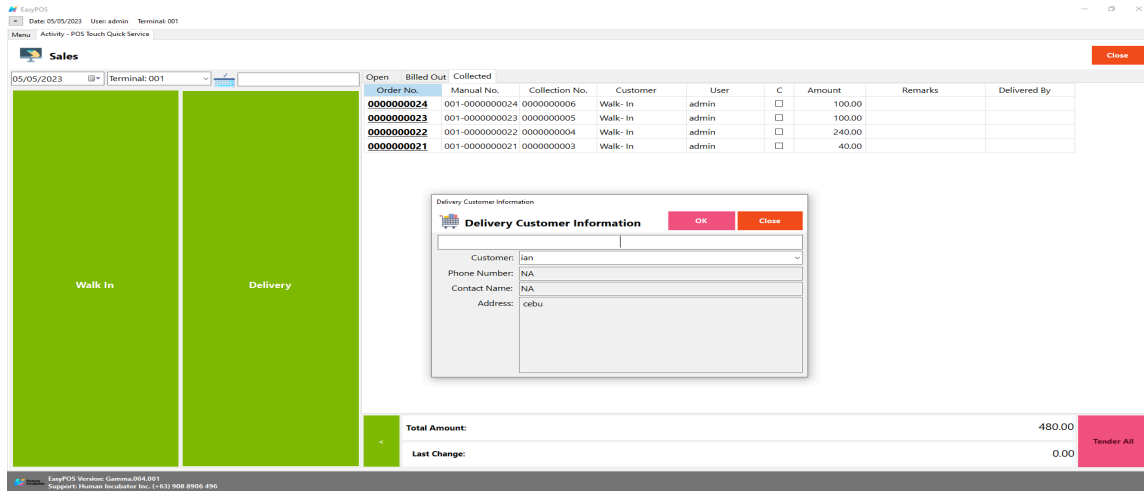 EasyPOS
Date: 05/05/2023 User: admin Terminal: 001
Menu Activity - POS Touch Quick Service
Sales Close
05/05/2023 Terminal: 001 Open Billed Out Collected
Order No. Manual No. Collection No. Customer User C Amount Remarks Delivered By
0000000024 001-0000000024 0000000006 Walk- In admin 100.00
0000000023 001-0000000023 0000000005 Walk- In admin 100.00
0000000022 001-0000000022 0000000004 Walk- In admin 240.00
0000000021 001-0000000021 0000000003 Walk- In admin 40.00
Delivery Customer Information
Delivery Customer Information OK Close
Customer: ian
Phone Number: NA
Contact Name: NA
Address: cebu
Walk In Delivery
< Total Amount: 480.00
Tender All
Last Change: 0.00
EasyPOS Version: Gamma.004.001
Support: Human Incubator Inc. (+63) 908 8906 496